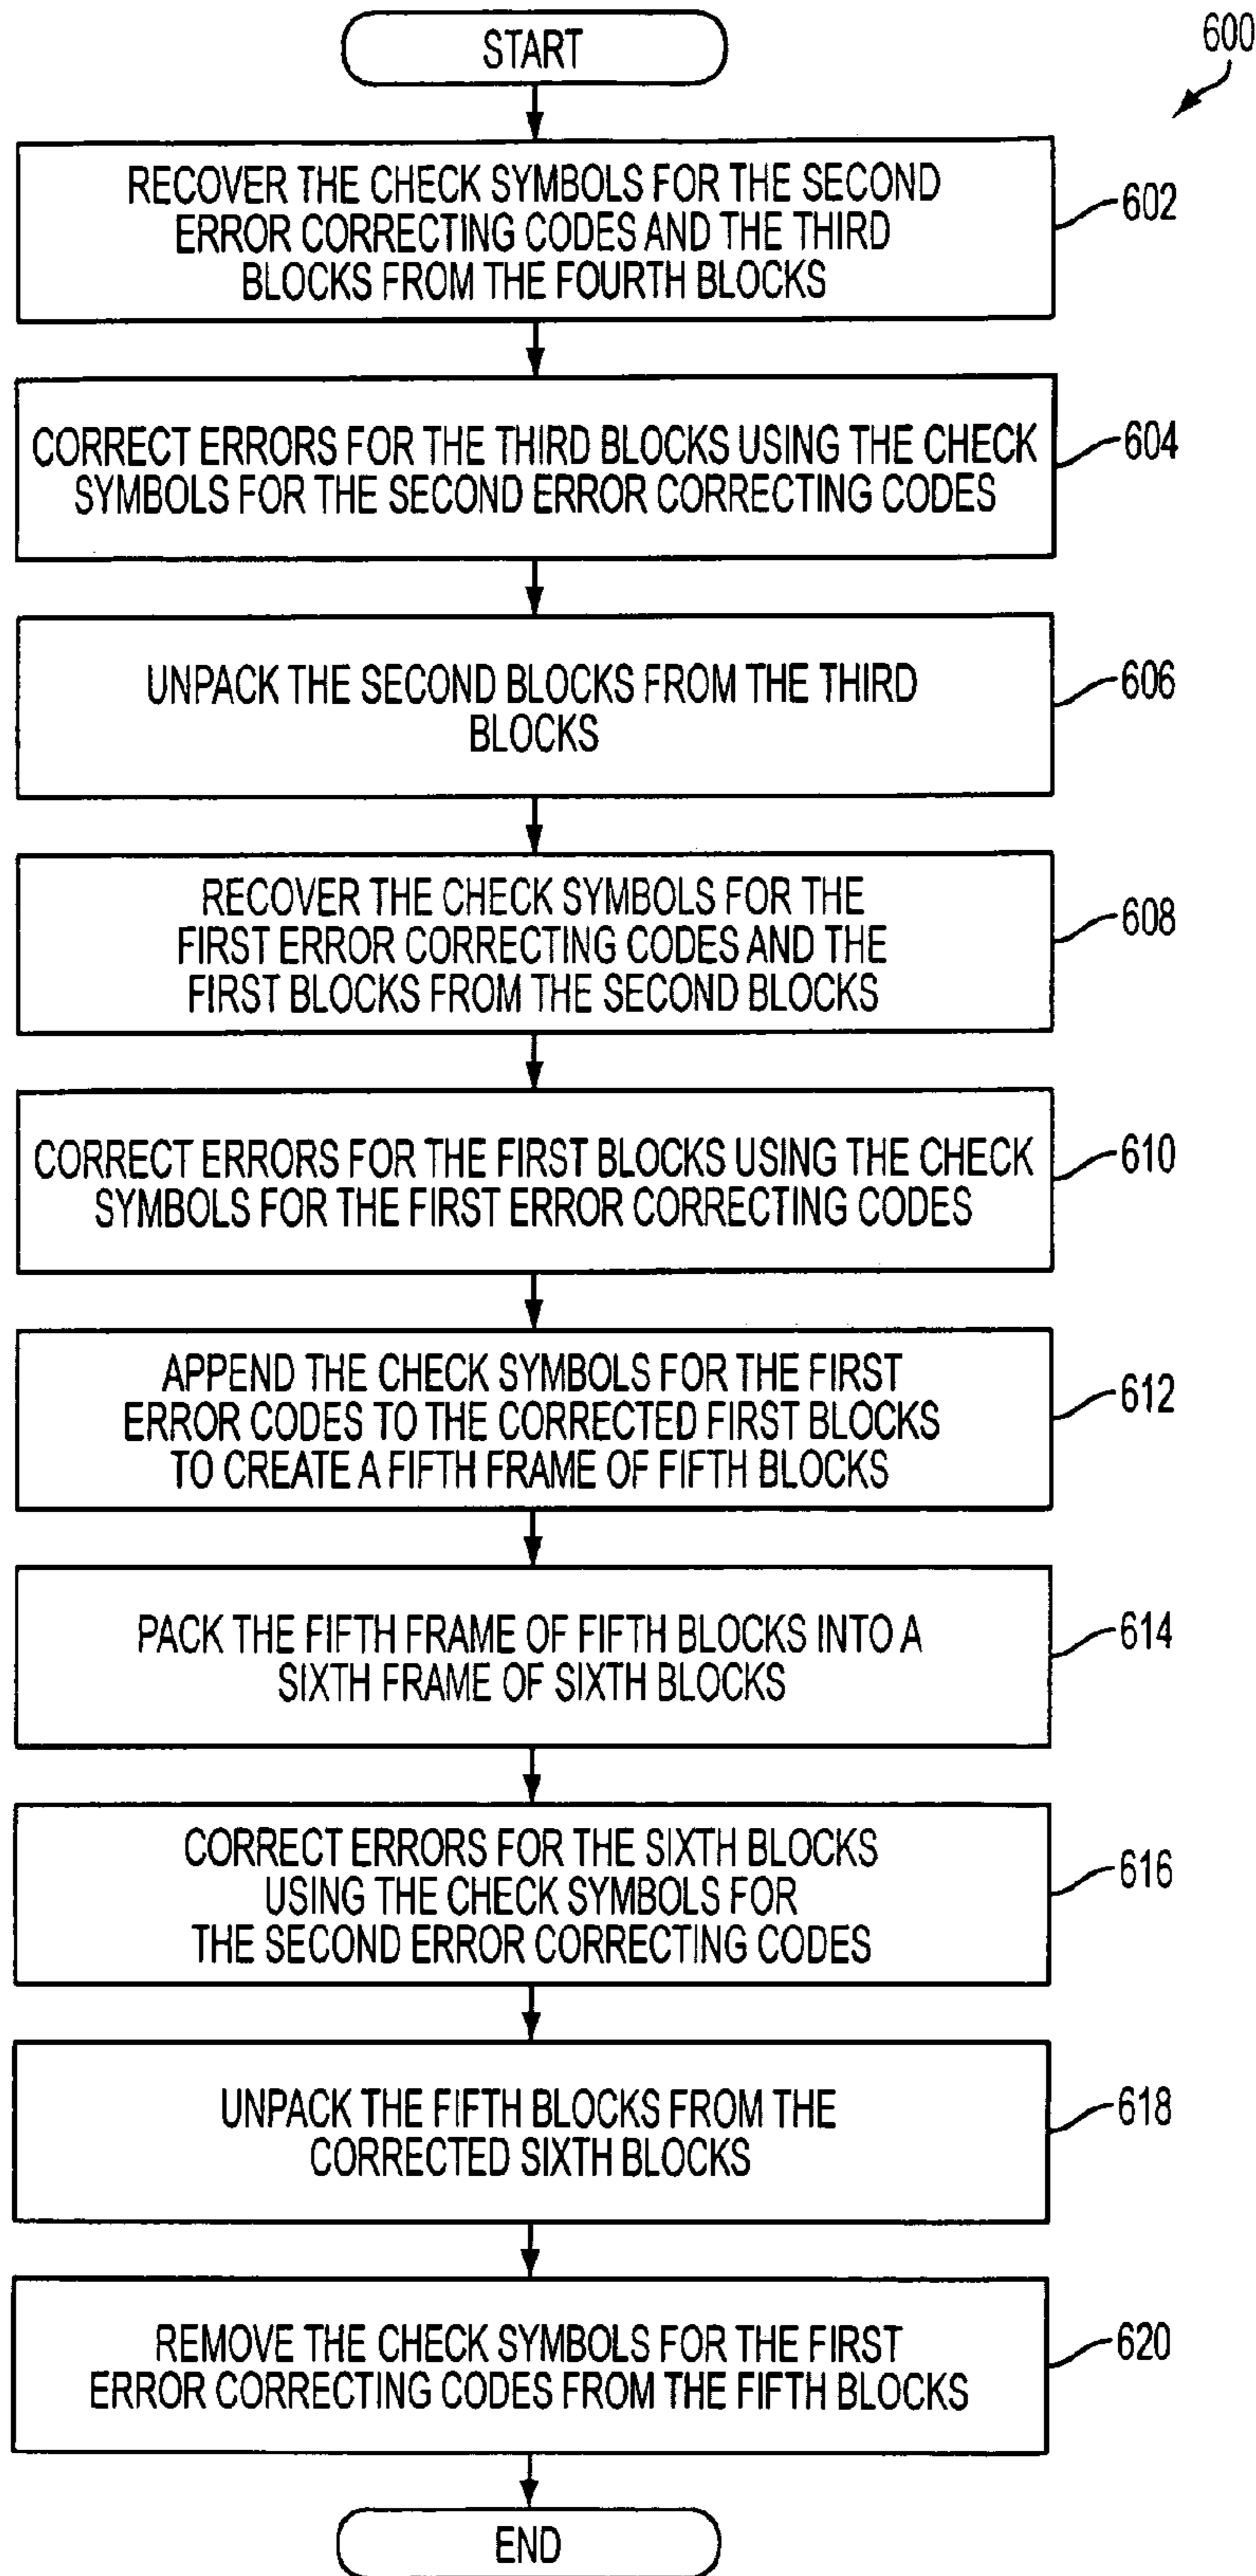 START
600
RECOVER THE CHECK SYMBOLS FOR THE SECOND
ERROR CORRECTING CODES AND THE THIRD
BLOCKS FROM THE FOURTH BLOCKS
602
CORRECT ERRORS FOR THE THIRD BLOCKS USING THE CHECK
SYMBOLS FOR THE SECOND ERROR CORRECTING CODES
604
UNPACK THE SECOND BLOCKS FROM THE THIRD
BLOCKS
606
RECOVER THE CHECK SYMBOLS FOR THE
FIRST ERROR CORRECTING CODES AND THE
FIRST BLOCKS FROM THE SECOND BLOCKS
608
CORRECT ERRORS FOR THE FIRST BLOCKS USING THE CHECK
SYMBOLS FOR THE FIRST ERROR CORRECTING CODES
610
APPEND THE CHECK SYMBOLS FOR THE FIRST
ERROR CODES TO THE CORRECTED FIRST BLOCKS
TO CREATE A FIFTH FRAME OF FIFTH BLOCKS
612
PACK THE FIFTH FRAME OF FIFTH BLOCKS INTO A
SIXTH FRAME OF SIXTH BLOCKS
614
CORRECT ERRORS FOR THE SIXTH BLOCKS
USING THE CHECK SYMBOLS FOR
THE SECOND ERROR CORRECTING CODES
616
UNPACK THE FIFTH BLOCKS FROM THE
CORRECTED SIXTH BLOCKS
618
REMOVE THE CHECK SYMBOLS FOR THE FIRST
ERROR CORRECTING CODES FROM THE FIFTH BLOCKS
620
END